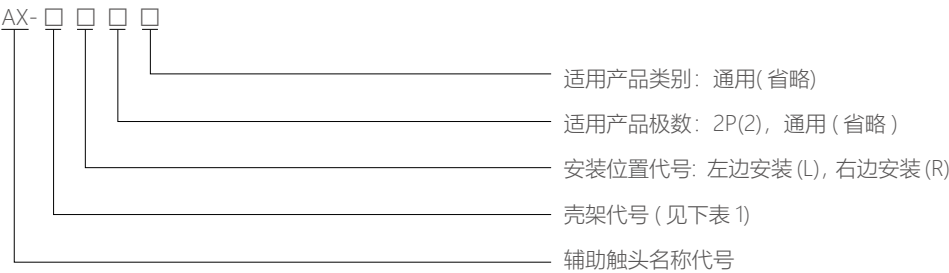 AX-□ □ □ □
适用产品类别：通用(省略)
适用产品极数：2P(2)，通用(省略)
安装位置代号: 左边安装(L), 右边安装(R)
壳架代号(见下表1)
辅助触头名称代号